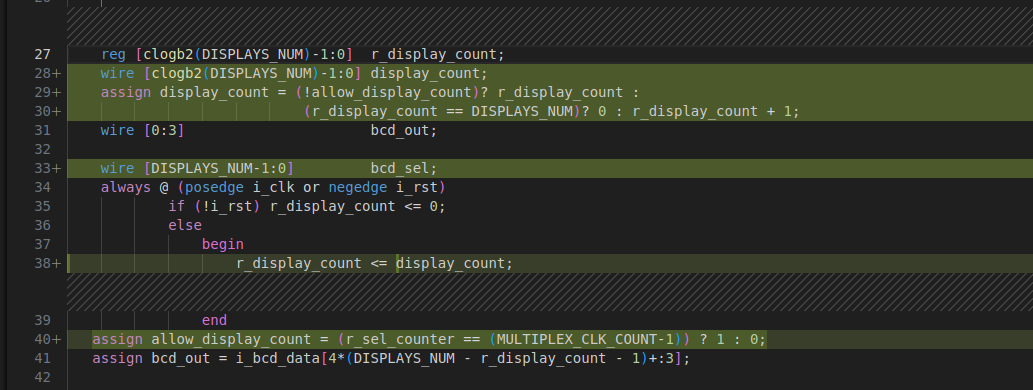 27 reg [clogb2(DISPLAYS_NUM)-1:0] r_display_count;
28+ wire [clogb2(DISPLAYS_NUM)-1:0] display_count;
29+ assign display_count = (!allow_display_count)? r_display_count :
30+ (r_display_count == DISPLAYS_NUM)? 0 : r_display_count + 1;
31 wire [0:3] bcd_out;
32
33+ wire [DISPLAYS_NUM-1:0] bcd_sel;
34 always @ (posedge i_clk or negedge i_rst)
35 if (!i_rst) r_display_count <= 0;
36 else
37 begin
38+ r_display_count <= display_count;
39 end
40+ assign allow_display_count = (r_sel_counter == (MULTIPLEX_CLK_COUNT-1)) ? 1 : 0;
41 assign bcd_out = i_bcd_data[4*(DISPLAYS_NUM - r_display_count - 1)+:3];
42